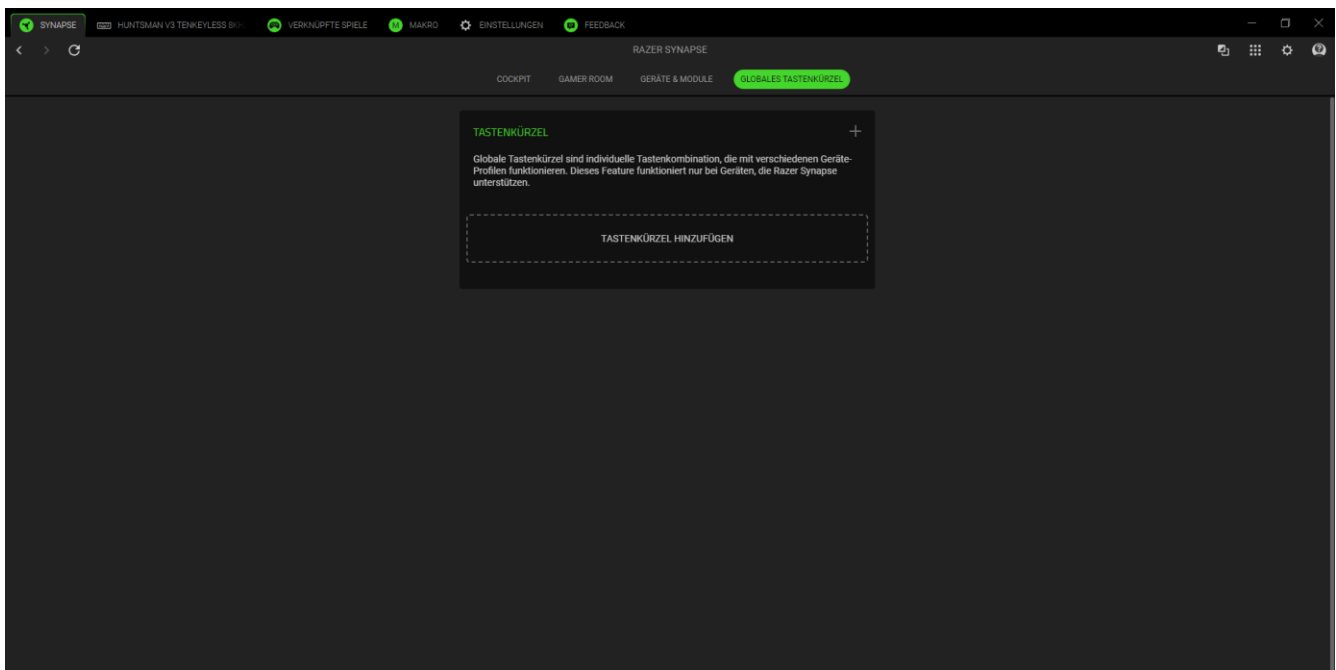 SYNAPSE HUNTSMAN V3 TENKEYLESS VERKNÜPFTE SPIELE MAKRO EINSTELLUNGEN FEEDBACK
RAZER SYNAPSE
COCKPIT GAMER ROOM GERÄTE & MODULE GLOBALES TASTENKÜRZEL
TASTENKÜRZEL
Globale Tastenkürzel sind individuelle Tastenkombination, die mit verschiedenen Geräte-
Profilen funktionieren. Dieses Feature funktioniert nur bei Geräten, die Razer Synapse
unterstützen.
TASTENKÜRZEL HINZUFÜGEN